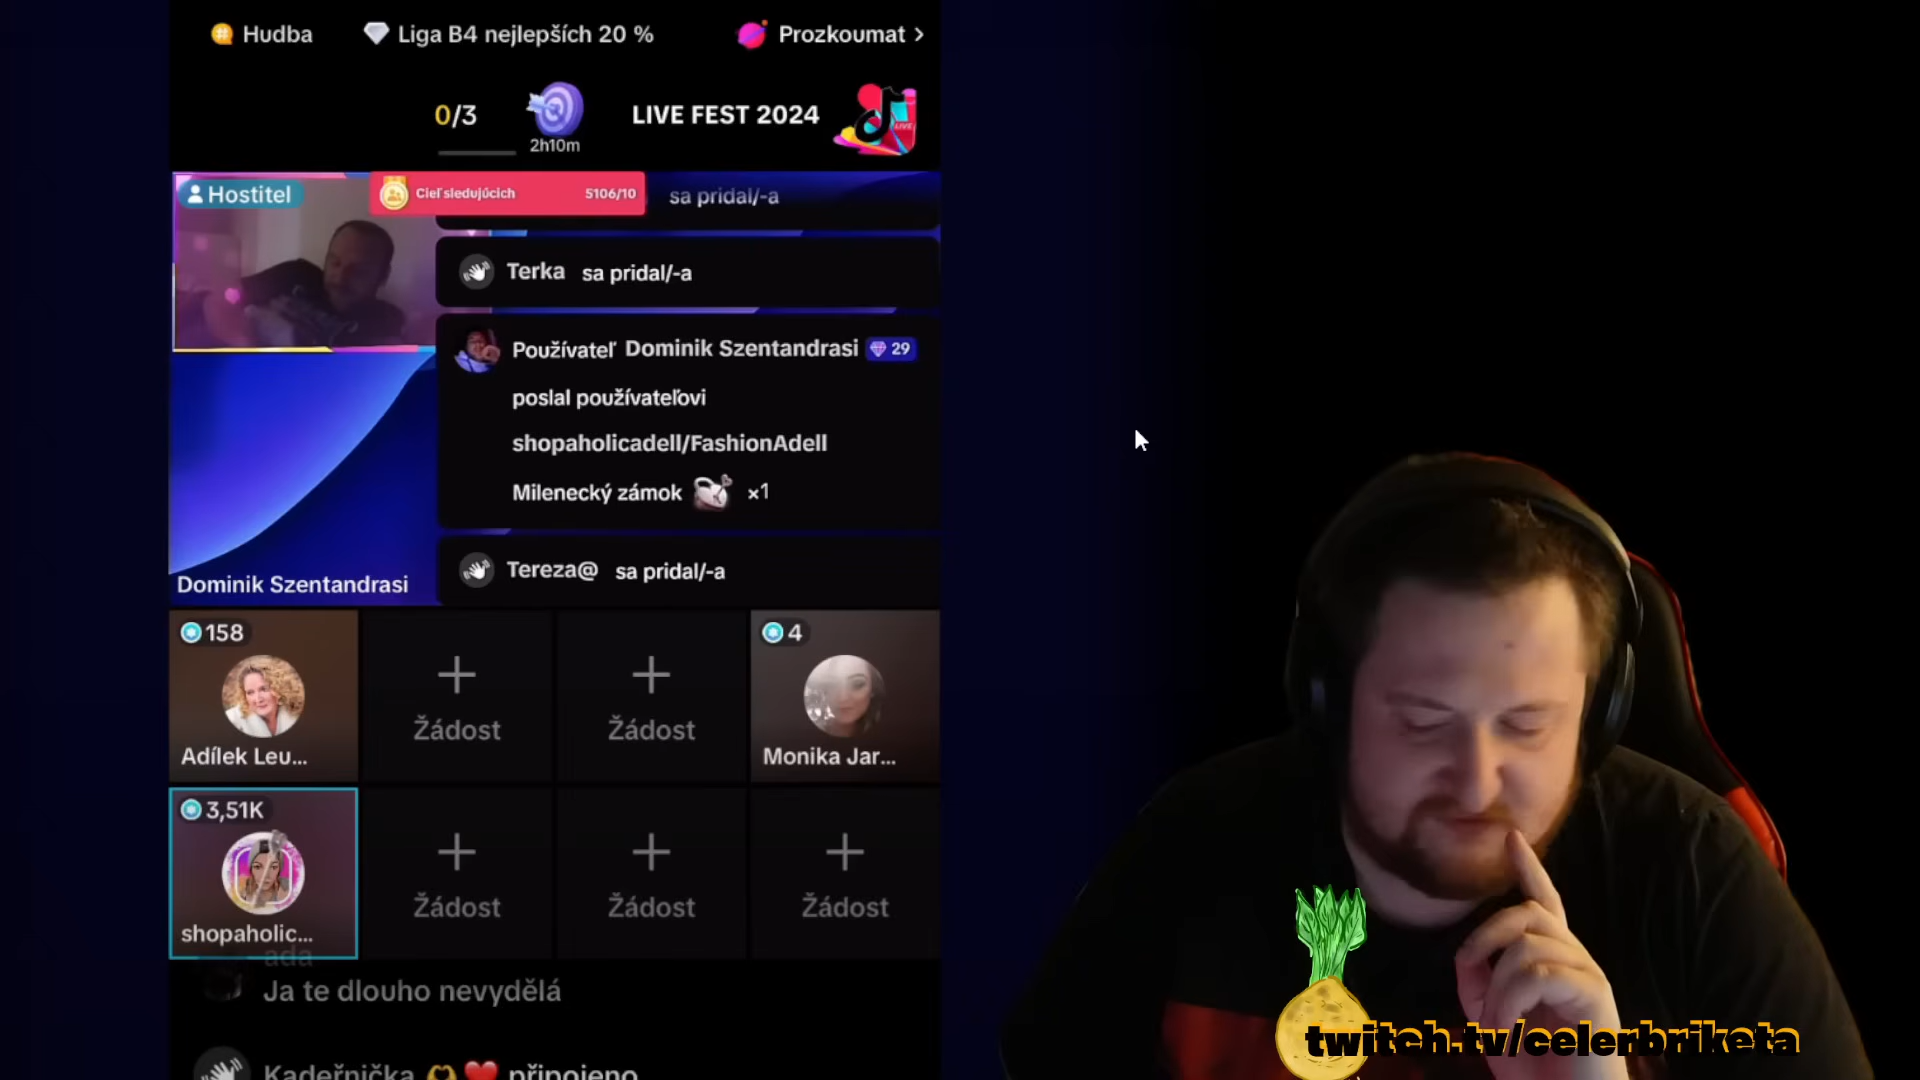 Hudba
Liga B4 nejlepších 20 %
Prozkoumat
0/3
2h10m
LIVE FEST 2024
LIVE
Hostitel
Cieľ sledujúcich 5106/10
sa pridal/-a
Terka sa pridal/-a
Používateľ Dominik Szentandrasi 29
poslal používateľovi
shopaholicadell/FashionAdell
Milenecký zámok ×1
Tereza@ sa pridal/-a
Dominik Szentandrasi
158
Adílek Leu...
Žádost
Žádost
4
Monika Jar...
3,51K
shopaholic...
Žádost
Žádost
Žádost
ada
Ja te dlouho nevydělá
Kadeřnička připojeno
twitch.tv/celerbriketa